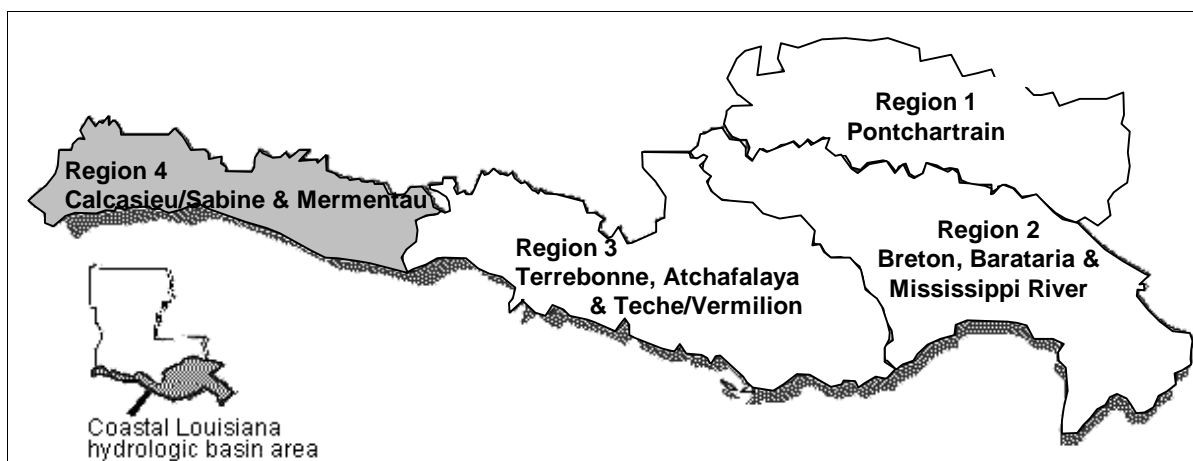 Region 1
Pontchartrain
Region 4
Calcasieu/Sabine & Mermentau
Region 3
Terrebonne, Atchafalaya
& Teche/Vermilion
Region 2
Breton, Barataria &
Mississippi River
Coastal Louisiana
hydrologic basin area